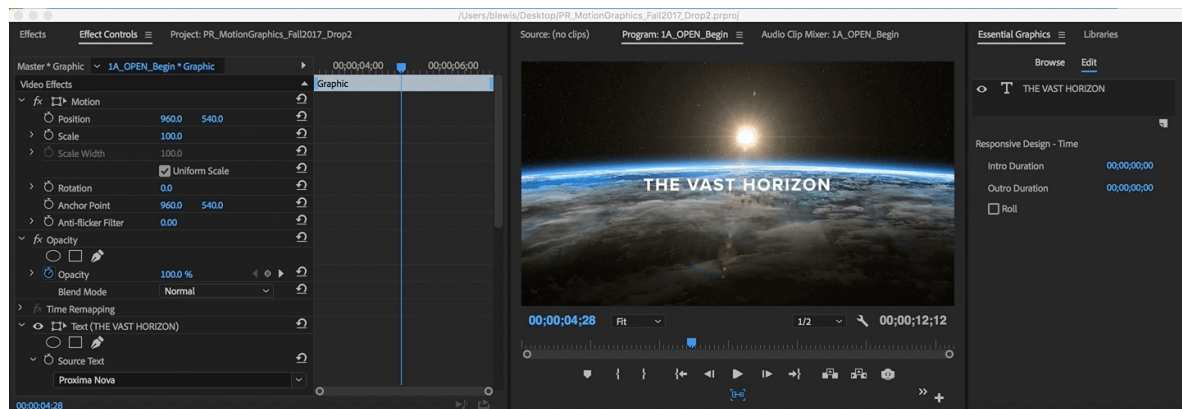 /Users/blewis/Desktop/PR_MotionGraphics_Fall2017_Drop2.prproj
Effects Effect Controls Project: PR_MotionGraphics_Fall2017_Drop2
Master * Graphic 1A_OPEN_Begin * Graphic
00;00;04;00 00;00;06;00
Video Effects
Graphic
fx Motion
Position 960.0 540.0
Scale 100.0
Scale Width 100.0
Uniform Scale
Rotation 0.0
Anchor Point 960.0 540.0
Anti-flicker Filter 0.00
fx Opacity
Opacity 100.0 %
Blend Mode Normal
fx Time Remapping
Text (THE VAST HORIZON)
Source Text
Proxima Nova
00:00:04:28
Source: (no clips) Program: 1A_OPEN_Begin Audio Clip Mixer: 1A_OPEN_Begin
THE VAST HORIZON
00;00;04;28 Fit 1/2 00;00;12;12
Essential Graphics Libraries
Browse Edit
T THE VAST HORIZON
Responsive Design - Time
Intro Duration 00;00;00;00
Outro Duration 00;00;00;00
Roll